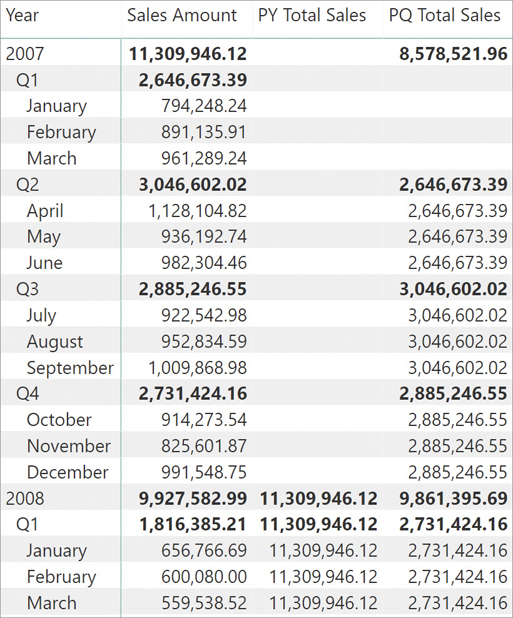 Year Sales Amount PY Total Sales PQ Total Sales
2007 11,309,946.12 8,578,521.96
Q1 2,646,673.39
January 794,248.24
February 891,135.91
March 961,289.24
Q2 3,046,602.02 2,646,673.39
April 1,128,104.82 2,646,673.39
May 936,192.74 2,646,673.39
June 982,304.46 2,646,673.39
Q3 2,885,246.55 3,046,602.02
July 922,542.98 3,046,602.02
August 952,834.59 3,046,602.02
September 1,009,868.98 3,046,602.02
Q4 2,731,424.16 2,885,246.55
October 914,273.54 2,885,246.55
November 825,601.87 2,885,246.55
December 991,548.75 2,885,246.55
2008 9,927,582.99 11,309,946.12 9,861,395.69
Q1 1,816,385.21 11,309,946.12 2,731,424.16
January 656,766.69 11,309,946.12 2,731,424.16
February 600,080.00 11,309,946.12 2,731,424.16
March 559,538.52 11,309,946.12 2,731,424.16